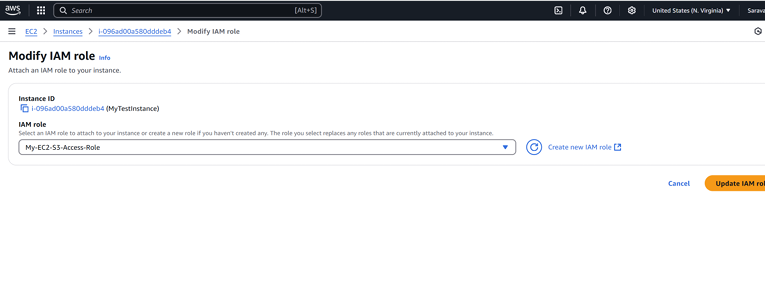 aws
Search [Alt+S] United States (N. Virginia) Sarava
EC2 > Instances > i-096ad00a580dddeb4 > Modify IAM role
Modify IAM role Info
Attach an IAM role to your instance.
Instance ID
i-096ad00a580dddeb4 (MyTestInstance)
IAM role
Select an IAM role to attach to your instance or create a new role if you haven't created any. The role you select replaces any roles that are currently attached to your instance.
My-EC2-S3-Access-Role Create new IAM role
Cancel Update IAM rol